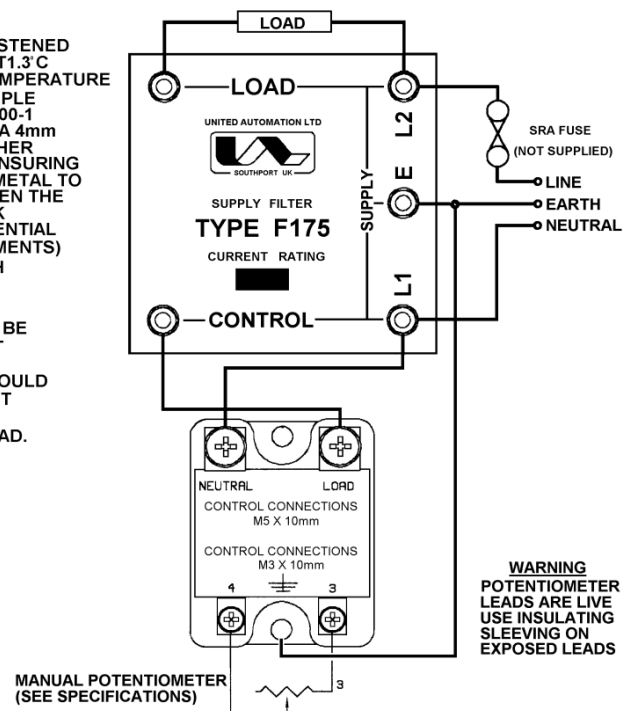 LOAD
STENED
T1.3°C
MPERATURE
PLE
00-1
A 4mm
HER
NSURING
METAL TO
EN THE
K
ENTIAL
MENTS)
H
BE
T
OULD
T
AD.
LOAD
L2
UNITED AUTOMATION LTD
SOUTHPORT UK
SUPPLY FILTER
TYPE F175
CURRENT RATING
SUPPLY
E
L1
CONTROL
SRA FUSE
(NOT SUPPLIED)
LINE
EARTH
NEUTRAL
NEUTRAL LOAD
CONTROL CONNECTIONS
M5 X 10mm
CONTROL CONNECTIONS
M3 X 10mm
4 3
WARNING
POTENTIOMETER
LEADS ARE LIVE
USE INSULATING
SLEEVING ON
EXPOSED LEADS
MANUAL POTENTIOMETER
(SEE SPECIFICATIONS)
3